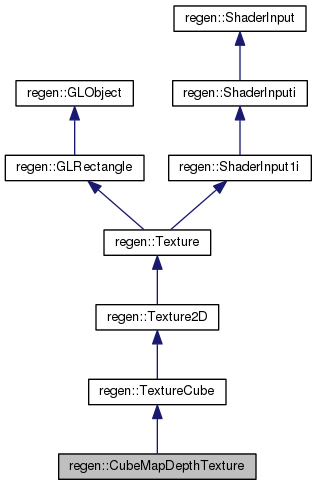 regen::ShaderInput
regen::GLObject
regen::ShaderInputi
regen::GLRectangle
regen::ShaderInput1i
regen::Texture
regen::Texture2D
regen::TextureCube
regen::CubeMapDepthTexture